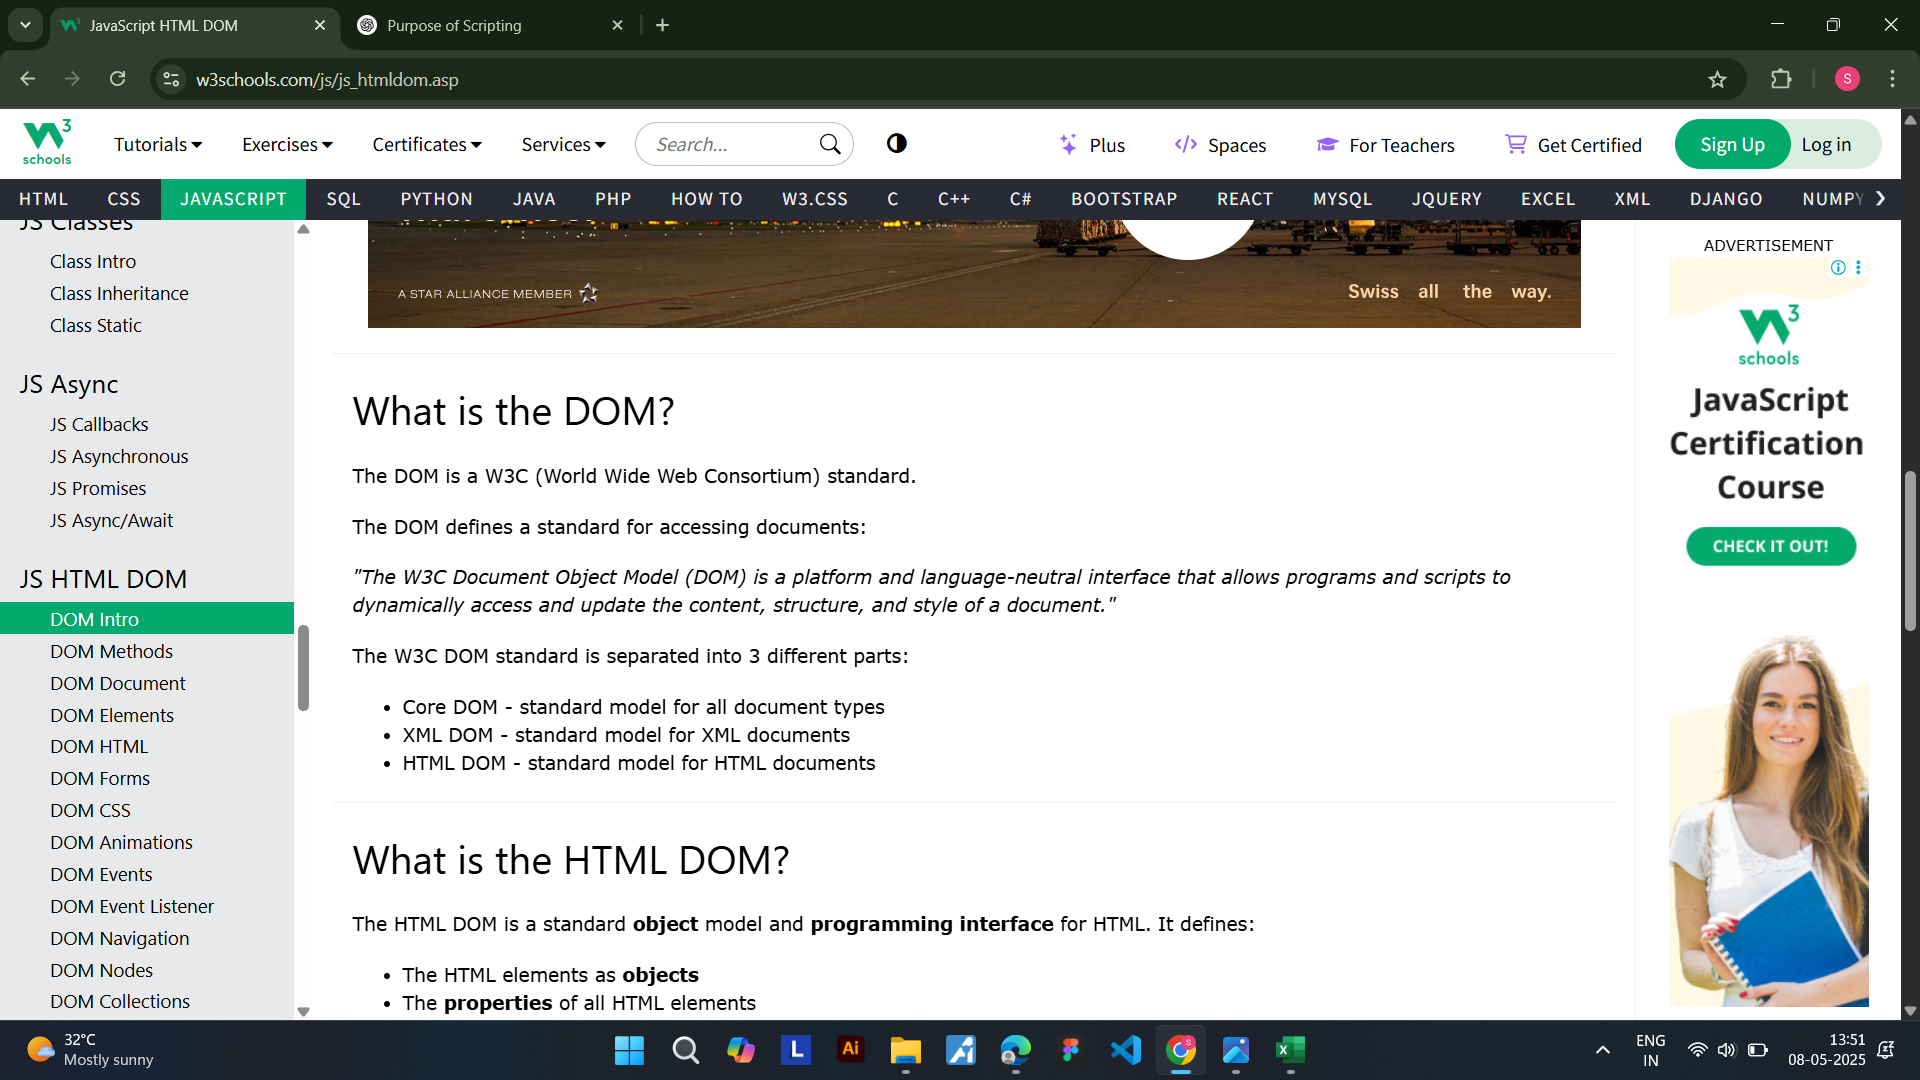 JavaScript HTML DOM
Purpose of Scripting
w3schools.com/js/js_htmldom.asp
S
W3
schools
Tutorials
Exercises
Certificates
Services
Search...
Plus
Spaces
For Teachers
Get Certified
Sign Up
Log in
HTML CSS JAVASCRIPT SQL PYTHON JAVA PHP HOW TO W3.CSS C C++ C# BOOTSTRAP REACT MYSQL JQUERY EXCEL XML DJANGO NUMPY
JS Classes
Class Intro
Class Inheritance
Class Static
JS Async
JS Callbacks
JS Asynchronous
JS Promises
JS Async/Await
JS HTML DOM
DOM Intro
DOM Methods
DOM Document
DOM Elements
DOM HTML
DOM Forms
DOM CSS
DOM Animations
DOM Events
DOM Event Listener
DOM Navigation
DOM Nodes
DOM Collections
A STAR ALLIANCE MEMBER
Swiss all the way.
What is the DOM?
The DOM is a W3C (World Wide Web Consortium) standard.
The DOM defines a standard for accessing documents:
"The W3C Document Object Model (DOM) is a platform and language-neutral interface that allows programs and scripts to
dynamically access and update the content, structure, and style of a document."
The W3C DOM standard is separated into 3 different parts:
• Core DOM - standard model for all document types
• XML DOM - standard model for XML documents
• HTML DOM - standard model for HTML documents
What is the HTML DOM?
The HTML DOM is a standard object model and programming interface for HTML. It defines:
• The HTML elements as objects
• The properties of all HTML elements
ADVERTISEMENT
W3
schools
JavaScript
Certification
Course
CHECK IT OUT!
32°C
Mostly sunny
L
Ai
S
ENG
IN
13:51
08-05-2025